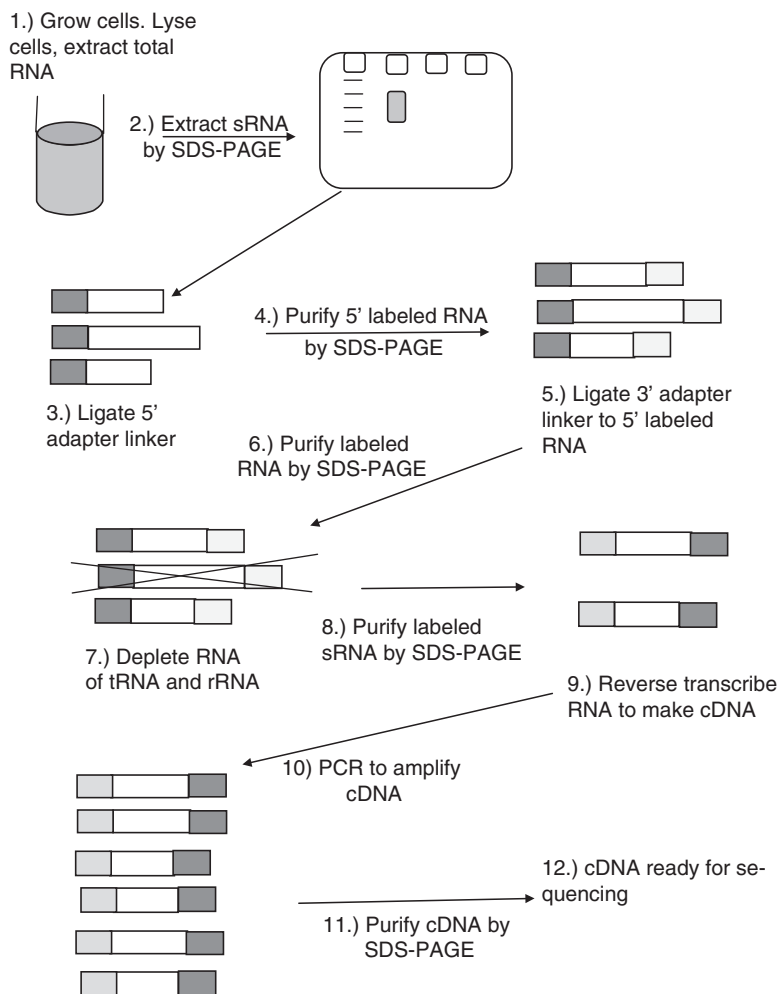 1.) Grow cells. Lyse
cells, extract total
RNA
2.) Extract sRNA
by SDS-PAGE
3.) Ligate 5’
adapter linker
4.) Purify 5’ labeled RNA
by SDS-PAGE
5.) Ligate 3’ adapter
linker to 5’ labeled
RNA
6.) Purify labeled
RNA by SDS-PAGE
7.) Deplete RNA
of tRNA and rRNA
8.) Purify labeled
sRNA by SDS-PAGE
9.) Reverse transcribe
RNA to make cDNA
10) PCR to amplify
cDNA
11.) Purify cDNA by
SDS-PAGE
12.) cDNA ready for se-
quencing